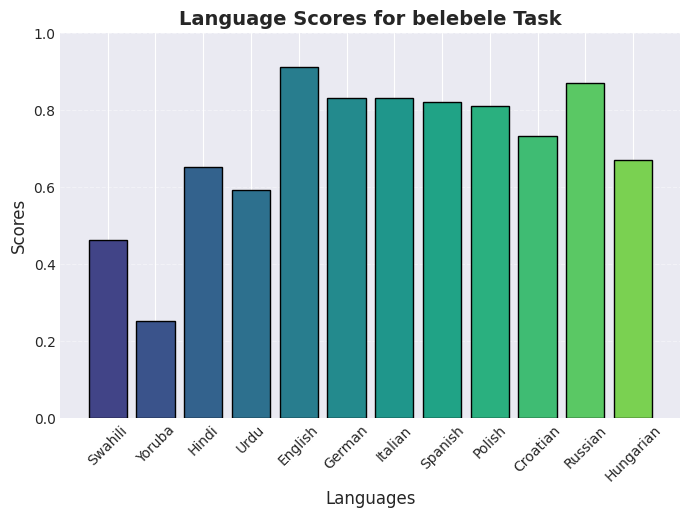 Language Scores for belebele Task
1.0
0.8
0.6
0.4
0.2
0.0
Scores
Swahili
Yoruba
Hindi
Urdu
English
German
Italian
Spanish
Polish
Croatian
Russian
Hungarian
Languages